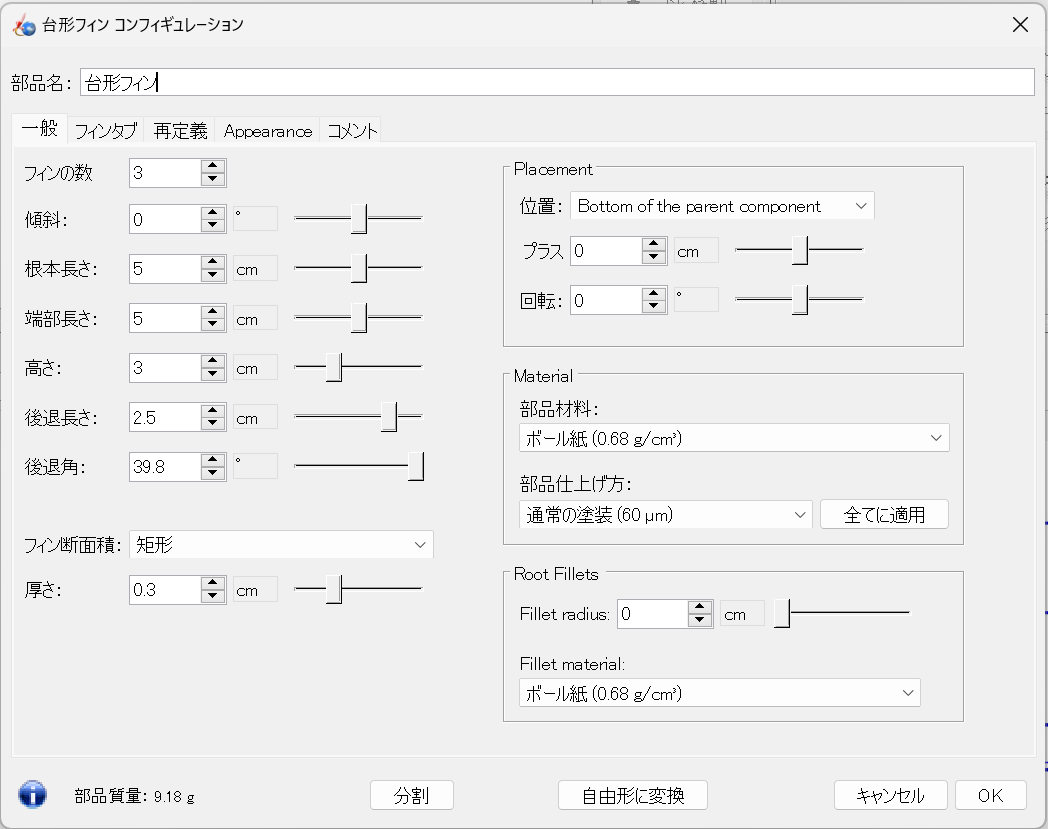 台形フィン コンフィギュレーション
部品名: 台形フィン
一般 フィンタブ 再定義 Appearance コメント
フィンの数 3
傾斜: 0 °
根本長さ: 5 cm
端部長さ: 5 cm
高さ: 3 cm
後退長さ: 2.5 cm
後退角: 39.8 °
フィン断面積: 矩形
厚さ: 0.3 cm
Placement
位置: Bottom of the parent component
プラス 0 cm
回転: 0 °
Material
部品材料:
ボール紙 (0.68 g/cm³)
部品仕上げ方:
通常の塗装 (60 µm) 全てに適用
Root Fillets
Fillet radius: 0 cm
Fillet material:
ボール紙 (0.68 g/cm³)
部品質量: 9.18 g 分割 自由形に変換 キャンセル OK